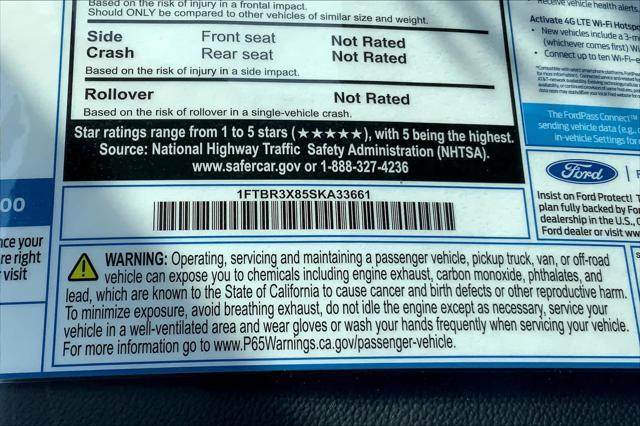 Based on the risk of injury in a frontal impact.
Should ONLY be compared to other vehicles of similar size and weight.
Side Front seat Not Rated
Crash Rear seat Not Rated
Based on the risk of injury in a side impact.
Rollover Not Rated
Based on the risk of rollover in a single-vehicle crash.
Star ratings range from 1 to 5 stars (★★★★★), with 5 being the highest.
Source: National Highway Traffic Safety Administration (NHTSA).
www.safercar.gov or 1-888-327-4236
1FTBR3X85SKA33661
WARNING: Operating, servicing and maintaining a passenger vehicle, pickup truck, van, or off-road
vehicle can expose you to chemicals including engine exhaust, carbon monoxide, phthalates, and
lead, which are known to the State of California to cause cancer and birth defects or other reproductive harm.
To minimize exposure, avoid breathing exhaust, do not idle the engine except as necessary, service your
vehicle in a well-ventilated area and wear gloves or wash your hands frequently when servicing your vehicle.
For more information go to www.P65Warnings.ca.gov/passenger-vehicle.
00
nce your
re right
visit
Receive vehicle health alerts
Activate 4G LTE Wi-Fi Hotspo
• New vehicles include a 3-m
(whichever comes first) W
• Connect up to ten Wi-Fi-e
The FordPass Connect™
sending vehicle data (e.g.,
in-vehicle Settings for
Ford
Insist on Ford Protect!
plan fully backed by For
dealership in the U.S.,
Ford dealer or visit ww